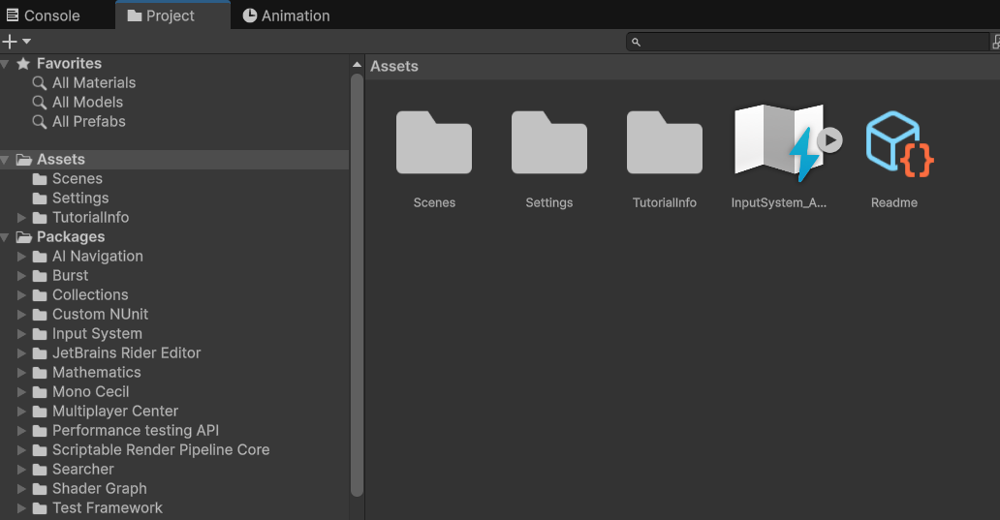 Console
Project
Animation
Favorites
All Materials
All Models
All Prefabs
Assets
Scenes
Settings
TutorialInfo
Packages
AI Navigation
Burst
Collections
Custom NUnit
Input System
JetBrains Rider Editor
Mathematics
Mono Cecil
Multiplayer Center
Performance testing API
Scriptable Render Pipeline Core
Searcher
Shader Graph
Test Framework
Assets
Scenes
Settings
TutorialInfo
InputSystem_A...
Readme